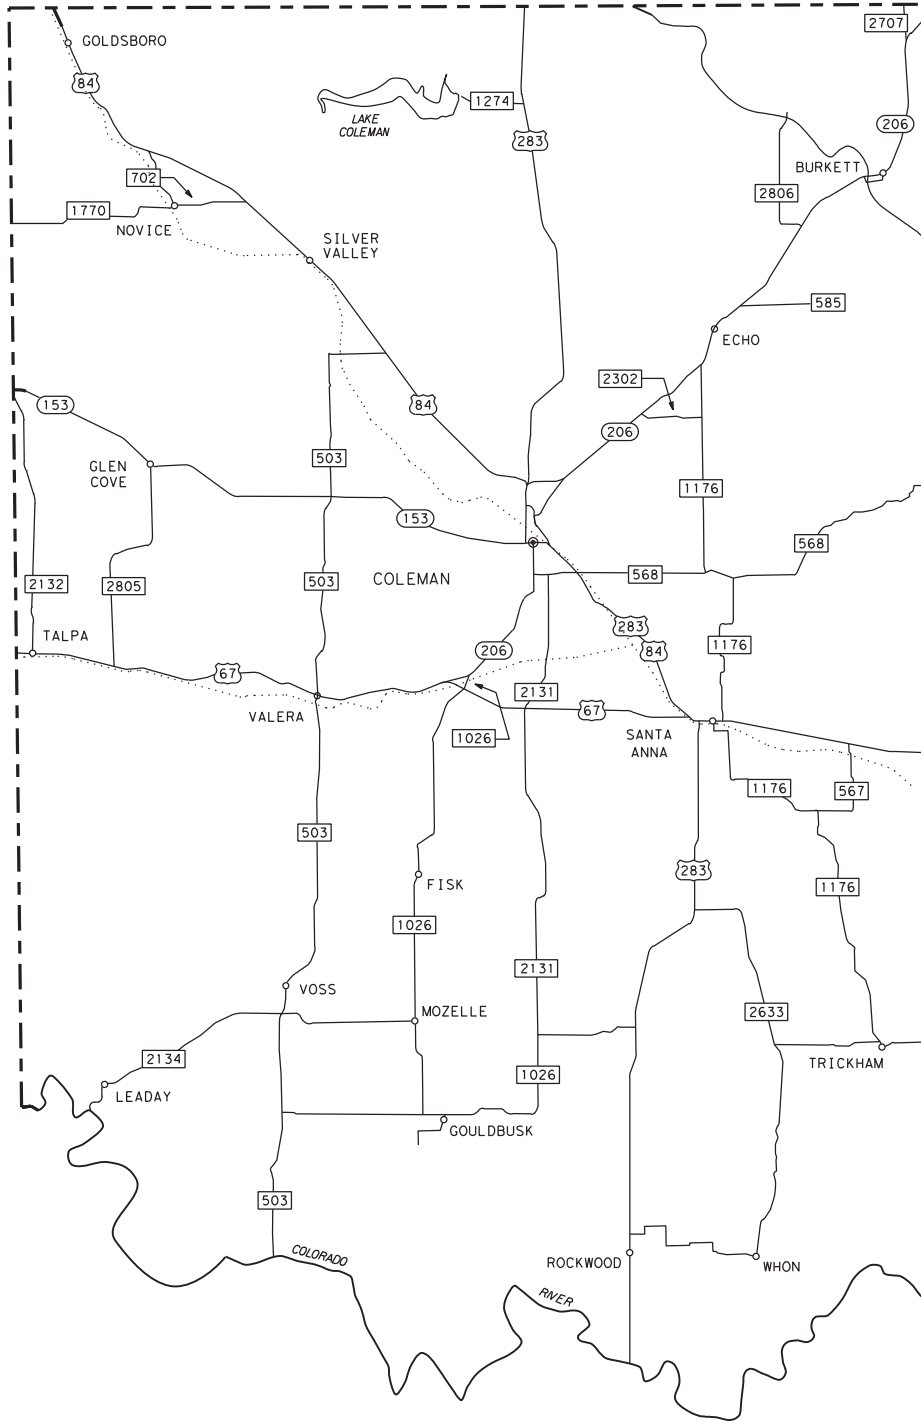 2707
GOLDSBORO
84
1274
LAKE
COLEMAN
206
283
BURKETT
702
2806
1770
NOVICE
SILVER
VALLEY
585
ECHO
2302
153
84
206
503
GLEN
COVE
1176
153
568
2132
2805
503
COLEMAN
568
283
TALPA
206
84
1176
67
2131
VALERA
67
1026
SANTA
ANNA
1176
567
503
283
FISK
1176
1026
2131
VOSS
MOZELLE
2633
2134
TRICKHAM
1026
LEADAY
GOULDBUSK
503
COLORADO
ROCKWOOD
WHON
RIVER